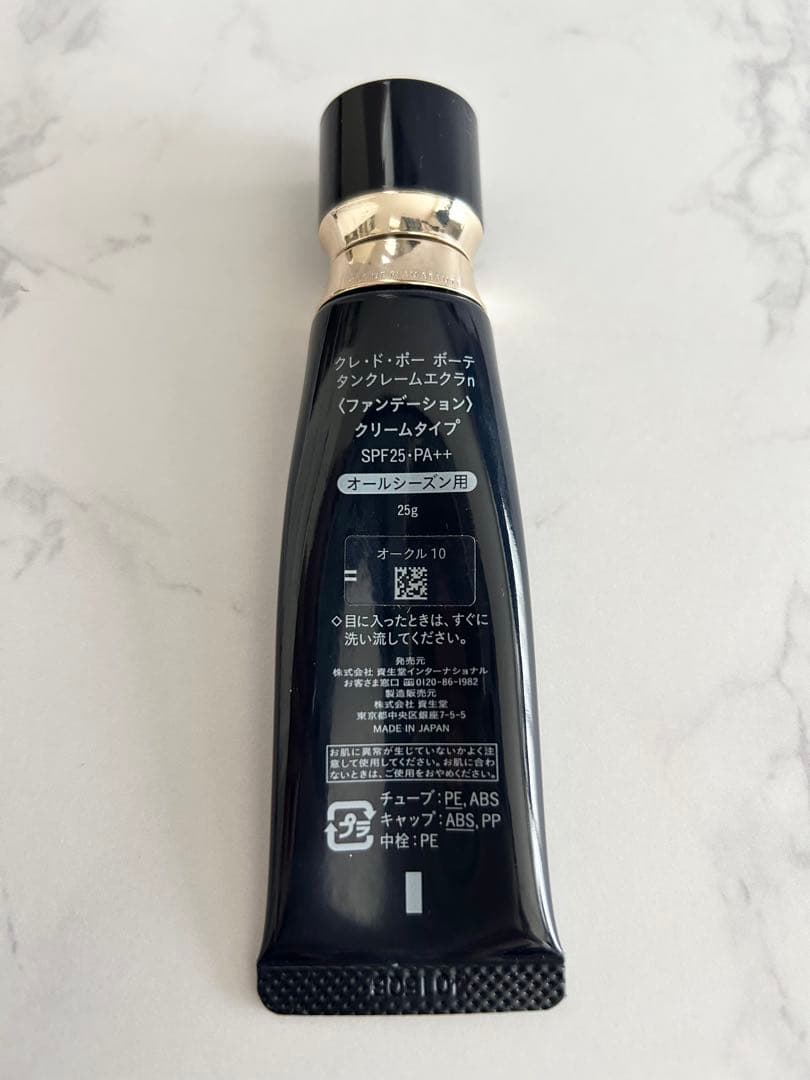 クレ・ド・ポー ボーテ
タンクレームエクラn
〈ファンデーション〉
クリームタイプ
SPF25・PA++
オールシーズン用
25g
オークル10
◇目に入ったときは、すぐに
洗い流してください。
発売元
株式会社 資生堂インターナショナル
お客さま窓口 0120-86-1982
製造販売元
株式会社 資生堂
東京都中央区銀座7-5-5
MADE IN JAPAN
お肌に異常が生じていないかよく注
意して使用してください。お肌に合わ
ないときは、ご使用をおやめください。
プラ
チューブ:PE,ABS
キャップ:ABS,PP
中栓:PE